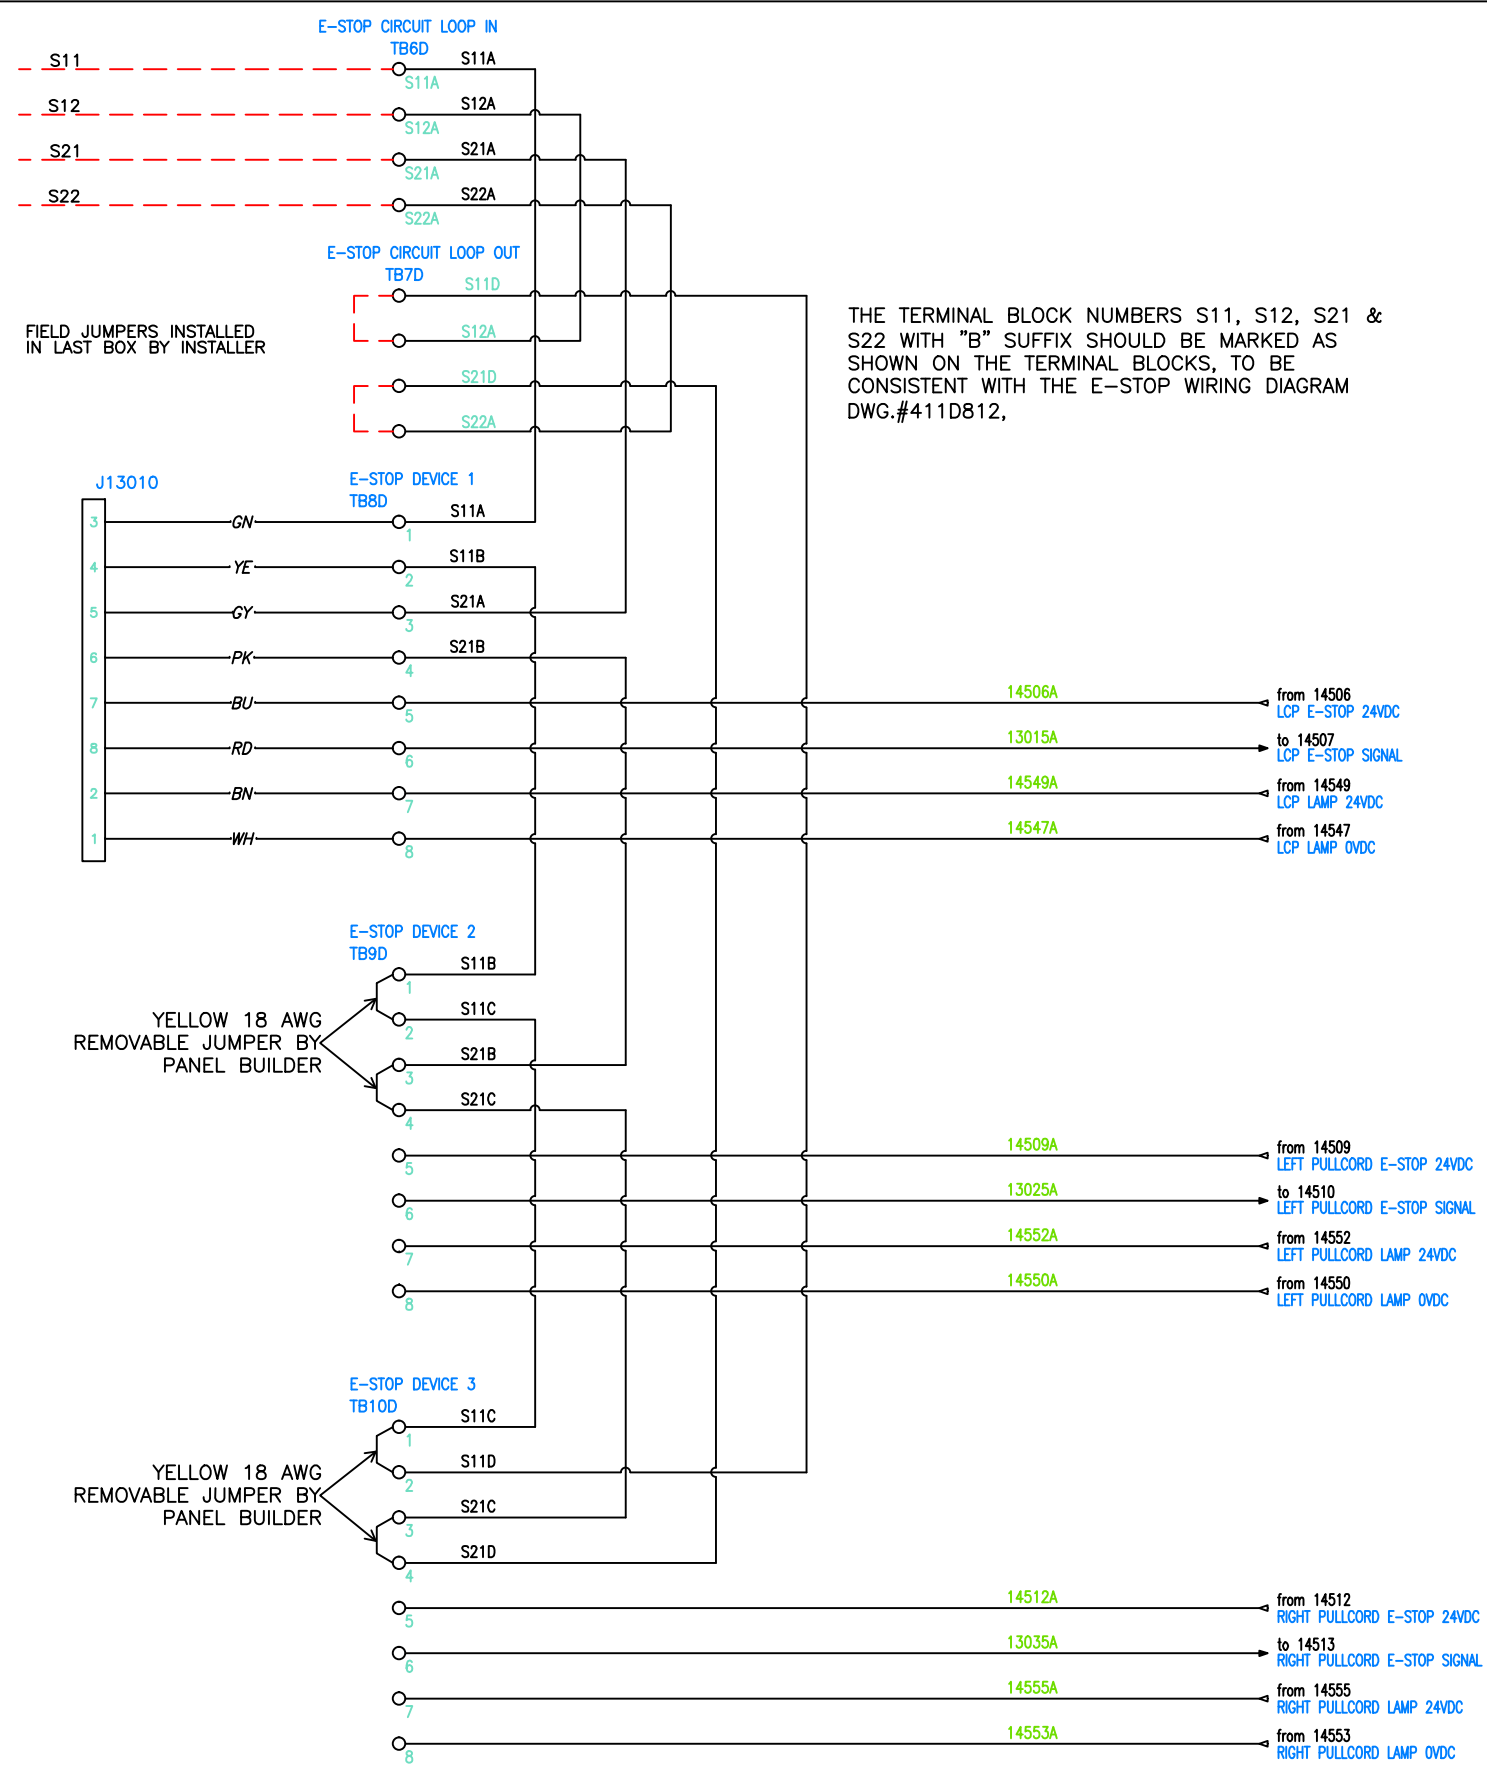 E-STOP CIRCUIT LOOP IN
TB6D
S11 S11A
S11A
S12 S12A
S12A
S21 S21A
S21A
S22 S22A
S22A
E-STOP CIRCUIT LOOP OUT
TB7D
S11D
S12A
S21D
S22A
FIELD JUMPERS INSTALLED
IN LAST BOX BY INSTALLER
THE TERMINAL BLOCK NUMBERS S11, S12, S21 &
S22 WITH "B" SUFFIX SHOULD BE MARKED AS
SHOWN ON THE TERMINAL BLOCKS, TO BE
CONSISTENT WITH THE E-STOP WIRING DIAGRAM
DWG.#411D812,
J13010
E-STOP DEVICE 1
TB8D
3 GN S11A
1
4 YE S11B
2
5 GY S21A
3
6 PK S21B
4
7 BU 14506A from 14506
5 LCP E-STOP 24VDC
8 RD 13015A to 14507
6 LCP E-STOP SIGNAL
2 BN 14549A from 14549
7 LCP LAMP 24VDC
1 WH 14547A from 14547
8 LCP LAMP 0VDC
E-STOP DEVICE 2
TB9D
S11B
1
S11C
2
S21B
3
S21C
4
YELLOW 18 AWG
REMOVABLE JUMPER BY
PANEL BUILDER
14509A from 14509
5 LEFT PULLCORD E-STOP 24VDC
13025A to 14510
6 LEFT PULLCORD E-STOP SIGNAL
14552A from 14552
7 LEFT PULLCORD LAMP 24VDC
14550A from 14550
8 LEFT PULLCORD LAMP 0VDC
E-STOP DEVICE 3
TB10D
S11C
1
S11D
2
S21C
3
S21D
4
YELLOW 18 AWG
REMOVABLE JUMPER BY
PANEL BUILDER
14512A from 14512
5 RIGHT PULLCORD E-STOP 24VDC
13035A to 14513
6 RIGHT PULLCORD E-STOP SIGNAL
14555A from 14555
7 RIGHT PULLCORD LAMP 24VDC
14553A from 14553
8 RIGHT PULLCORD LAMP 0VDC